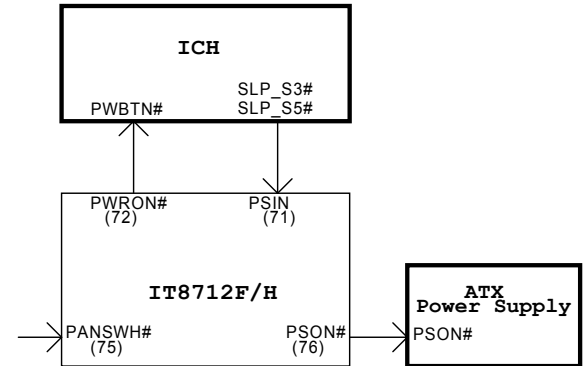 ICH
SLP_S3#
PWBTN# SLP_S5#
PWRON# PSIN
(72) (71)
IT8712F/H
ATX
Power Supply
PANSWH# PSON# PSON#
(75) (76)